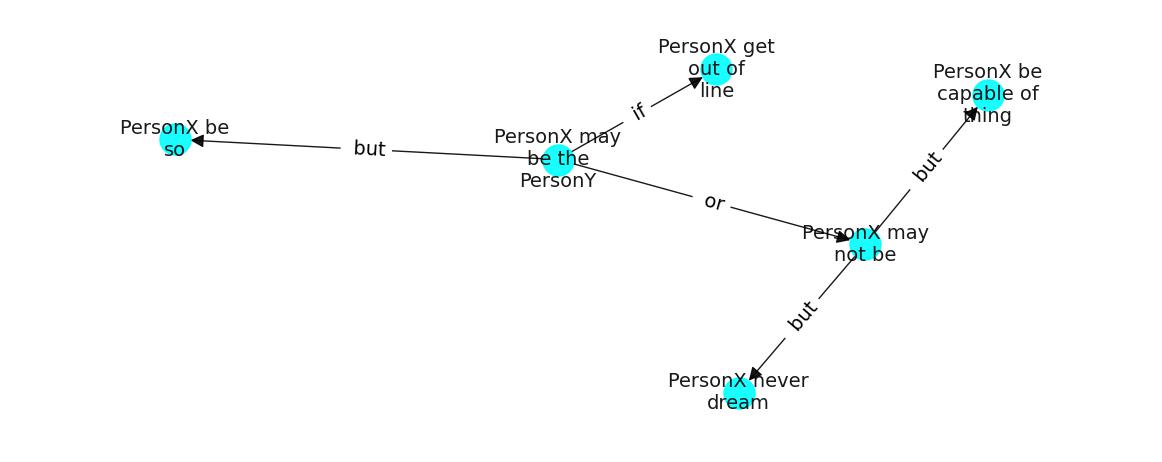 PersonX get
out of
line
PersonX be
capable of
thing
if
PersonX be
so
but
PersonX may
be the
PersonY
but
or
PersonX may
not be
but
PersonX never
dream